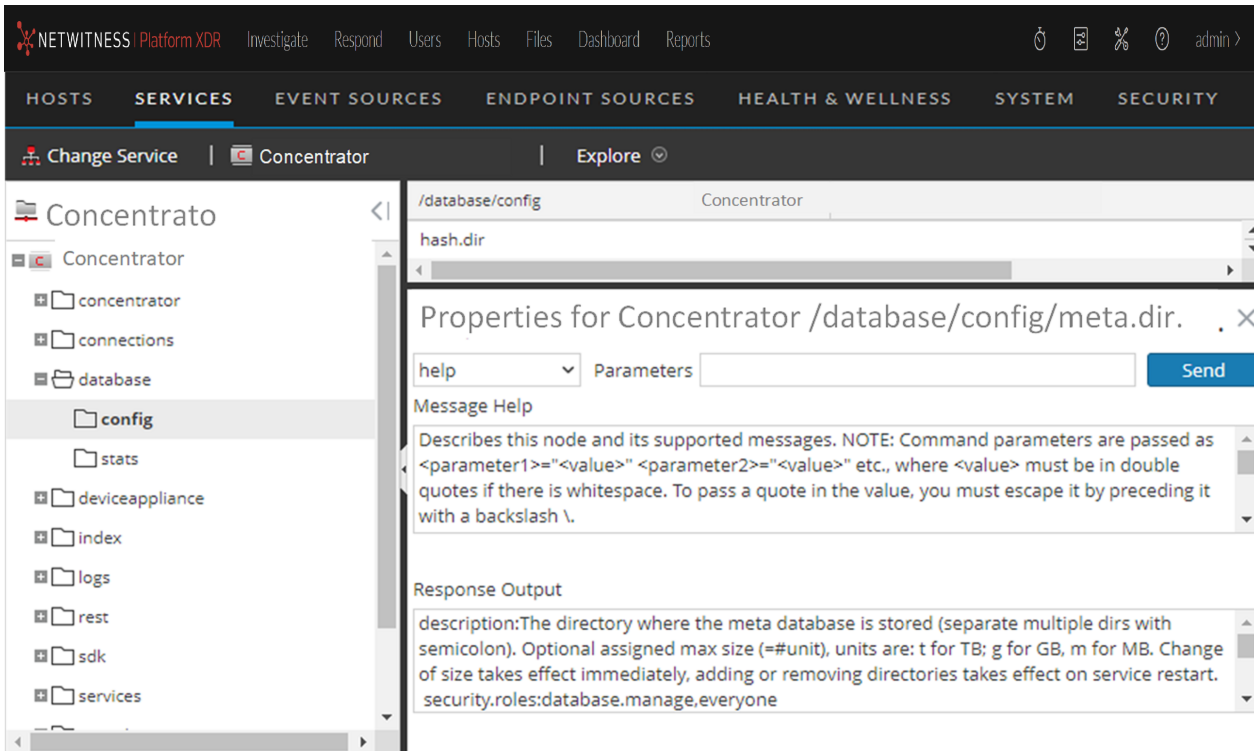 NETWITNESS | Platform XDR Investigate Respond Users Hosts Files Dashboard Reports admin >
HOSTS SERVICES EVENT SOURCES ENDPOINT SOURCES HEALTH & WELLNESS SYSTEM SECURITY
Change Service | C Concentrator | Explore
Concentrato
C Concentrator
concentrator
connections
database
config
stats
deviceappliance
index
logs
rest
sdk
services
/database/config Concentrator
hash.dir
Properties for Concentrator /database/config/meta.dir. .
help Parameters Send
Message Help
Describes this node and its supported messages. NOTE: Command parameters are passed as
<parameter1>="<value>" <parameter2>="<value>" etc., where <value> must be in double
quotes if there is whitespace. To pass a quote in the value, you must escape it by preceding it
with a backslash \.
Response Output
description:The directory where the meta database is stored (separate multiple dirs with
semicolon). Optional assigned max size (=#unit), units are: t for TB; g for GB, m for MB. Change
of size takes effect immediately, adding or removing directories takes effect on service restart.
security.roles:database.manage,everyone